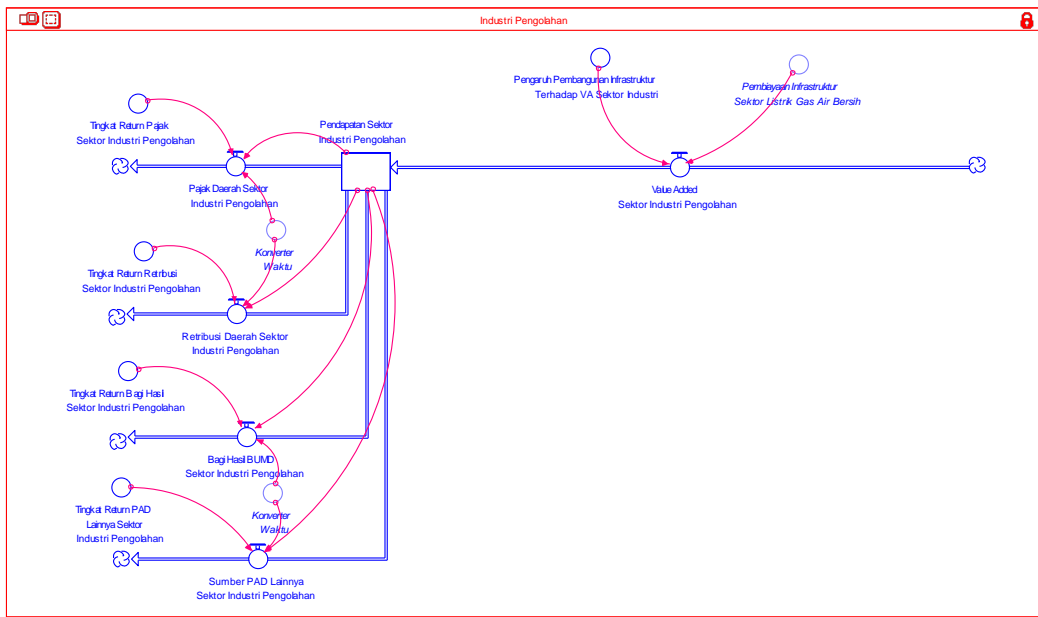 Industri Pengolahan
Pengaruh Pembangunan Infrastruktur
Terhadap VA Sektor Industri
Pembiayaan Infrastruktur
Sektor Listrik Gas Air Bersih
Tingkat Return Pajak
Sektor Industri Pengolahan
Pendapatan Sektor
Industri Pengolahan
Pajak Daerah Sektor
Industri Pengolahan
Value Added
Sektor Industri Pengolahan
Konverter
Waktu
Tingkat Return Retribusi
Sektor Industri Pengolahan
Retribusi Daerah Sektor
Industri Pengolahan
Tingkat Return Bagi Hasil
Sektor Industri Pengolahan
Bagi Hasil BUMD
Sektor Industri Pengolahan
Tingkat Return PAD
Lainnya Sektor
Industri Pengolahan
Konverter
Waktu
Sumber PAD Lainnya
Sektor Industri Pengolahan